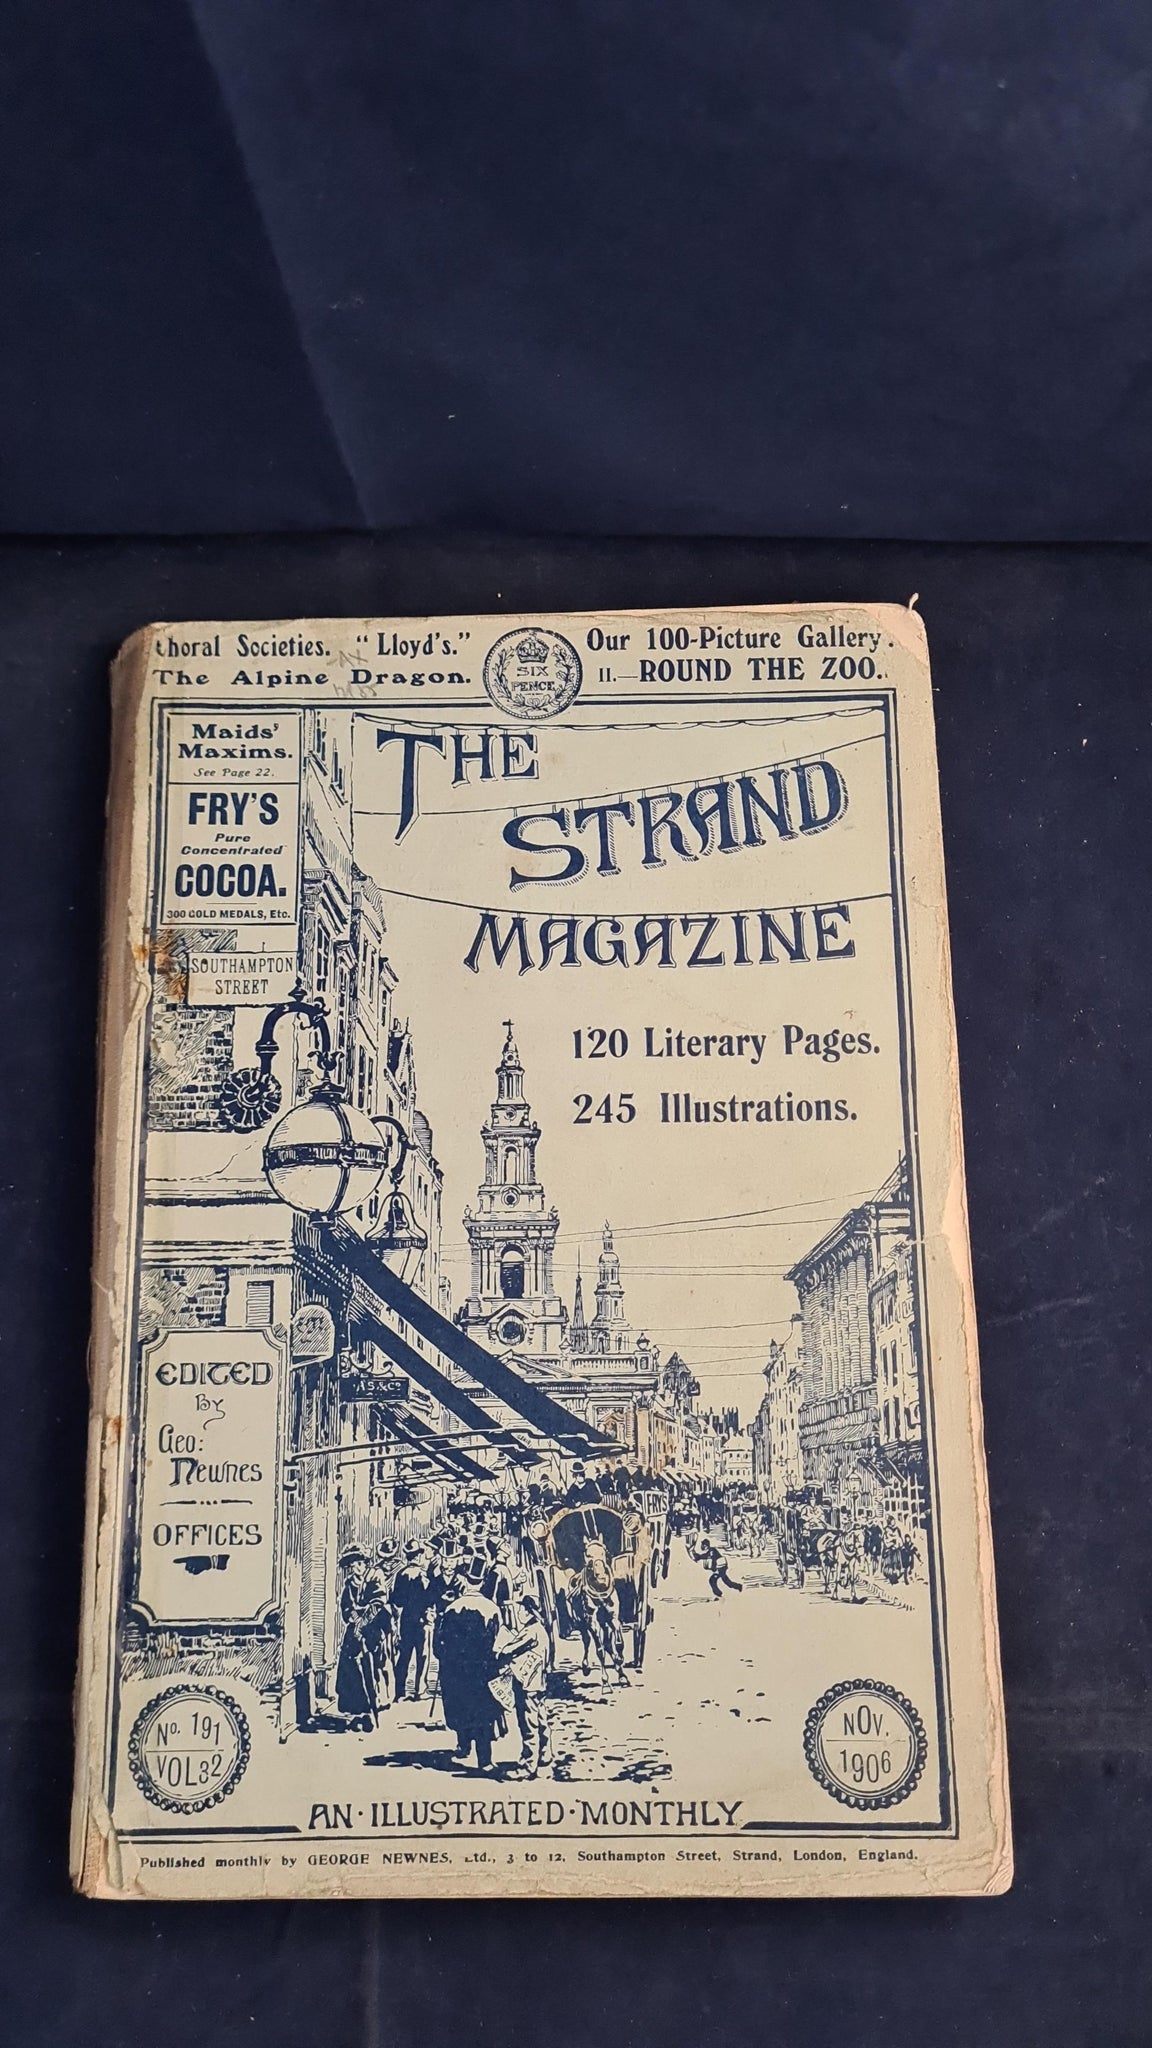 Choral Societies. "Lloyd's."
The Alpine Dragon.
SIX
PENCE
Our 100-Picture Gallery.
II.—ROUND THE ZOO.
Maids'
Maxims.
See Page 22.
FRY'S
Pure
Concentrated
COCOA.
300 GOLD MEDALS, Etc.
SOUTHAMPTON
STREET
THE
STRAND
MAGAZINE
120 Literary Pages.
245 Illustrations.
EDITED
By
Geo:
Newnes
OFFICES
AS & Co
FRYS
No. 191
VOL 32
NOV.
1906
AN · ILLUSTRATED · MONTHLY
Published monthly by GEORGE NEWNES, Ltd., 3 to 12, Southampton Street, Strand, London, England.